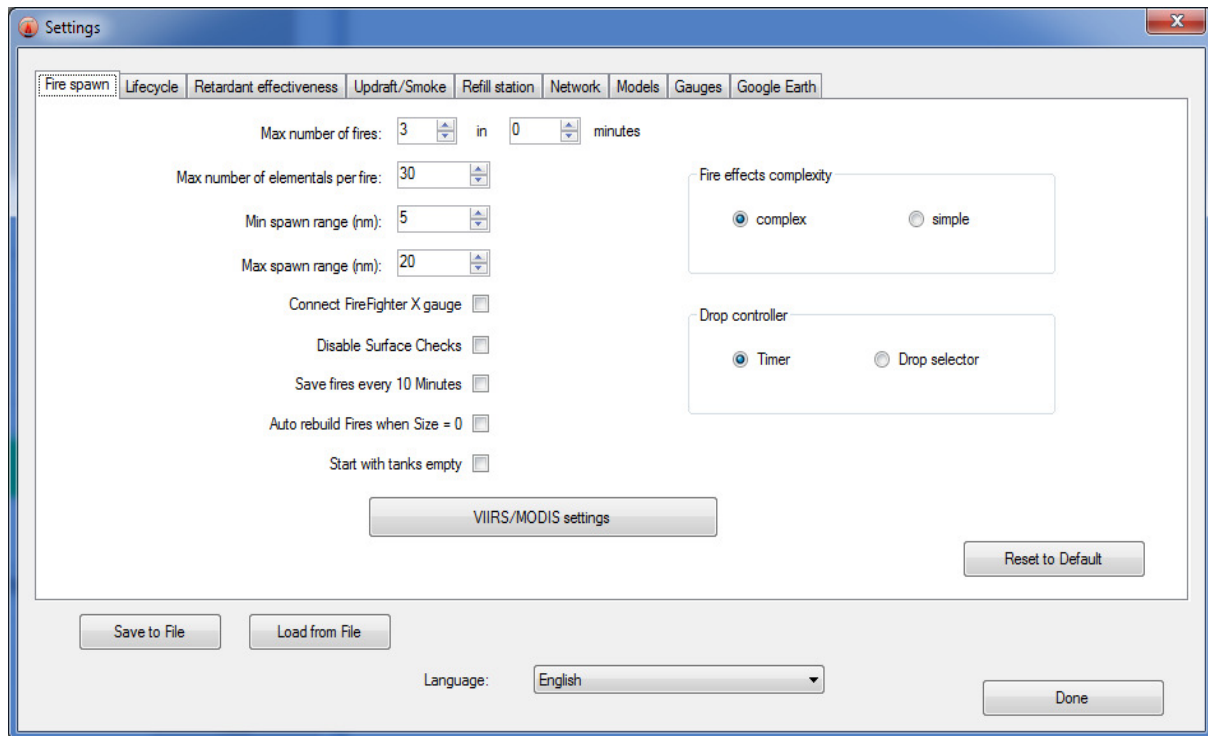 Settings
X
Fire spawn Lifecycle Retardant effectiveness Updraft/Smoke Refill station Network Models Gauges Google Earth
Max number of fires: 3 in 0 minutes
Max number of elementals per fire: 30
Fire effects complexity
Min spawn range (nm): 5
complex simple
Max spawn range (nm): 20
Connect FireFighter X gauge
Drop controller
Disable Surface Checks
Timer Drop selector
Save fires every 10 Minutes
Auto rebuild Fires when Size = 0
Start with tanks empty
VIIRS/MODIS settings
Reset to Default
Save to File Load from File
Language: English
Done